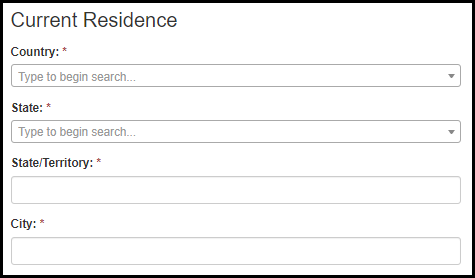 Current Residence
Country: *
Type to begin search...
State: *
Type to begin search...
State/Territory: *
City: *